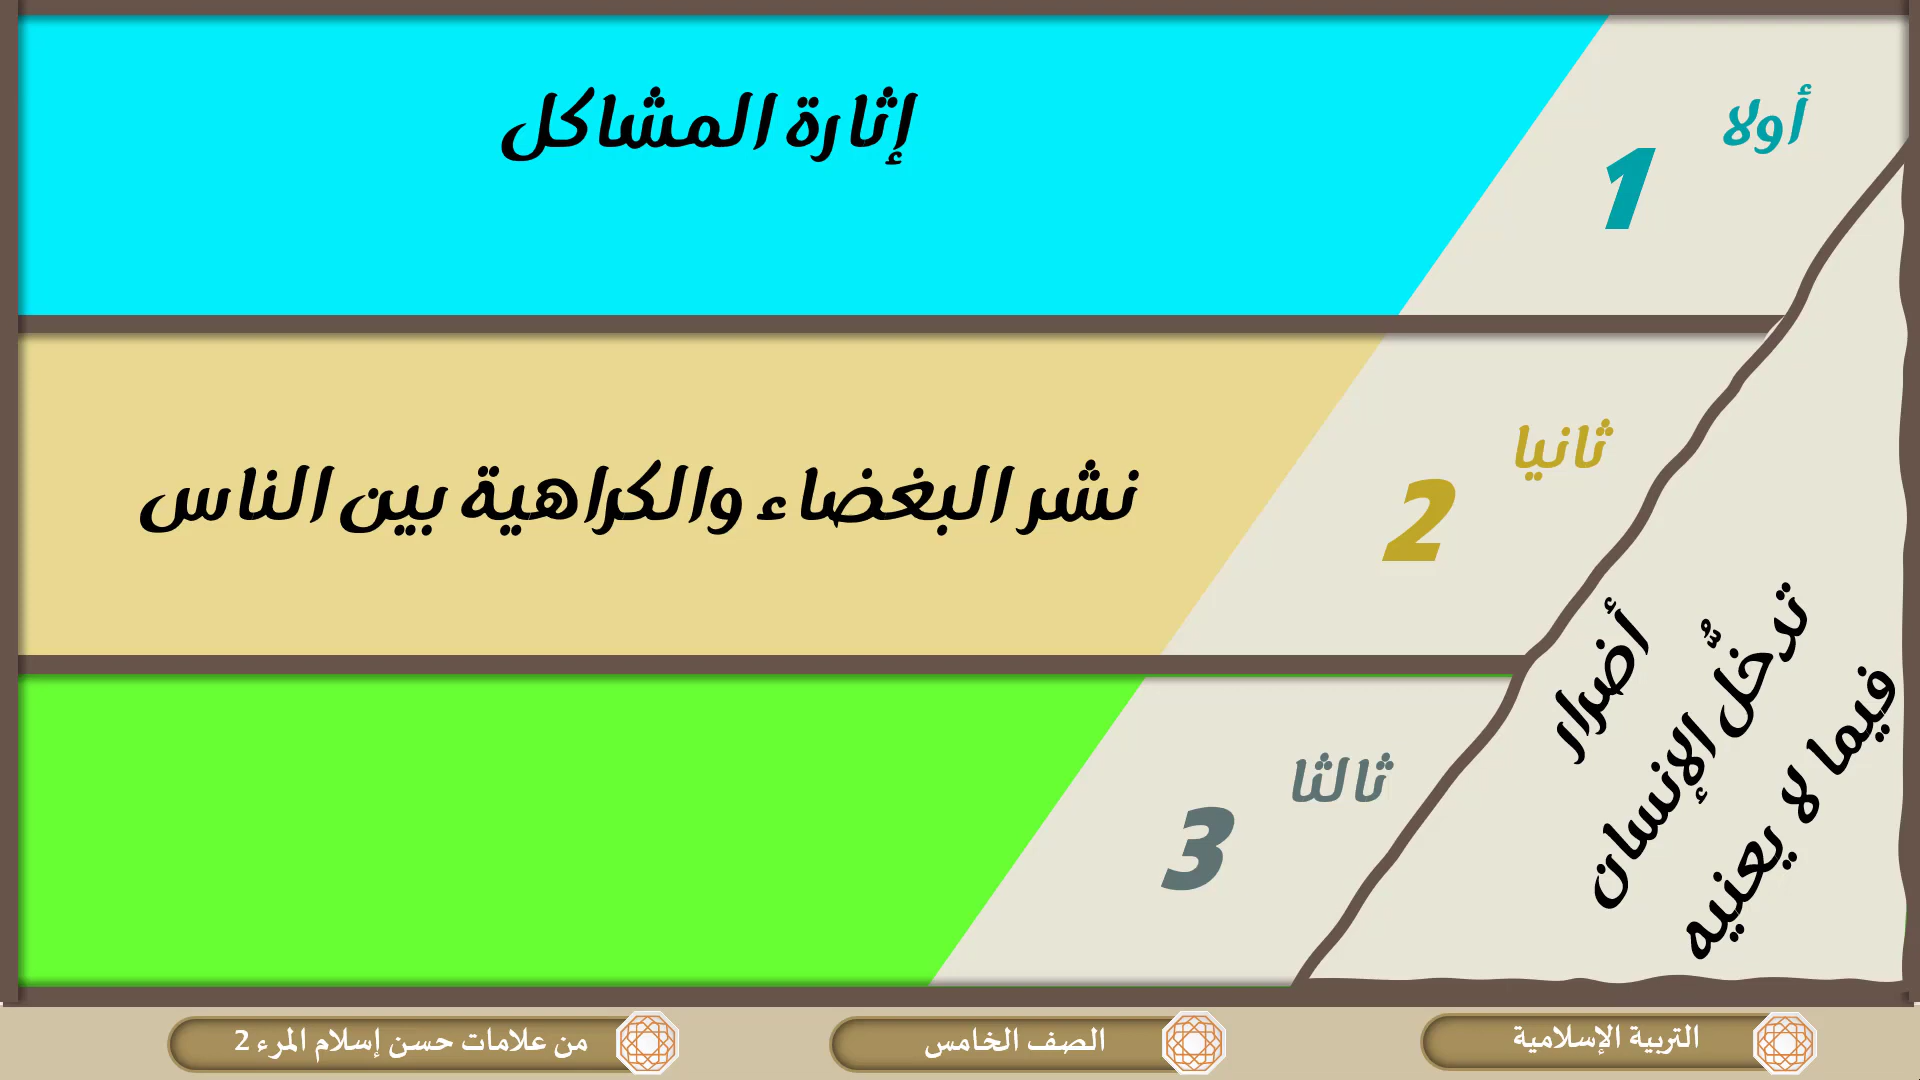 أولا
1
إثارة المشاكل
ثانيا
2
نشر البغضاء والكراهية بين الناس
ثالثا
3
أضرار
تدخُّل الإنسان
فيما لا يعنيه
التربية الإسلامية
الصف الخامس
من علامات حسن إسلام المرء 2